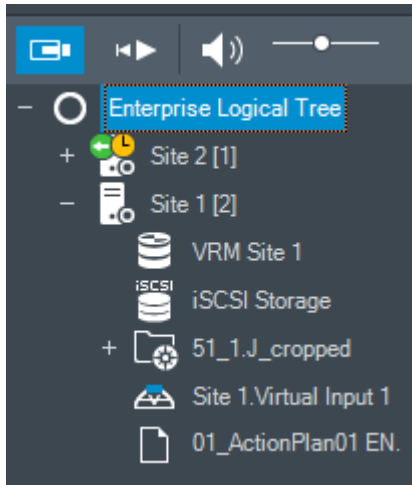 Enterprise Logical Tree
Site 2 [1]
Site 1 [2]
VRM Site 1
iSCSI
iSCSI Storage
51_1.J_cropped
Site 1.Virtual Input 1
01_ActionPlan01 EN.